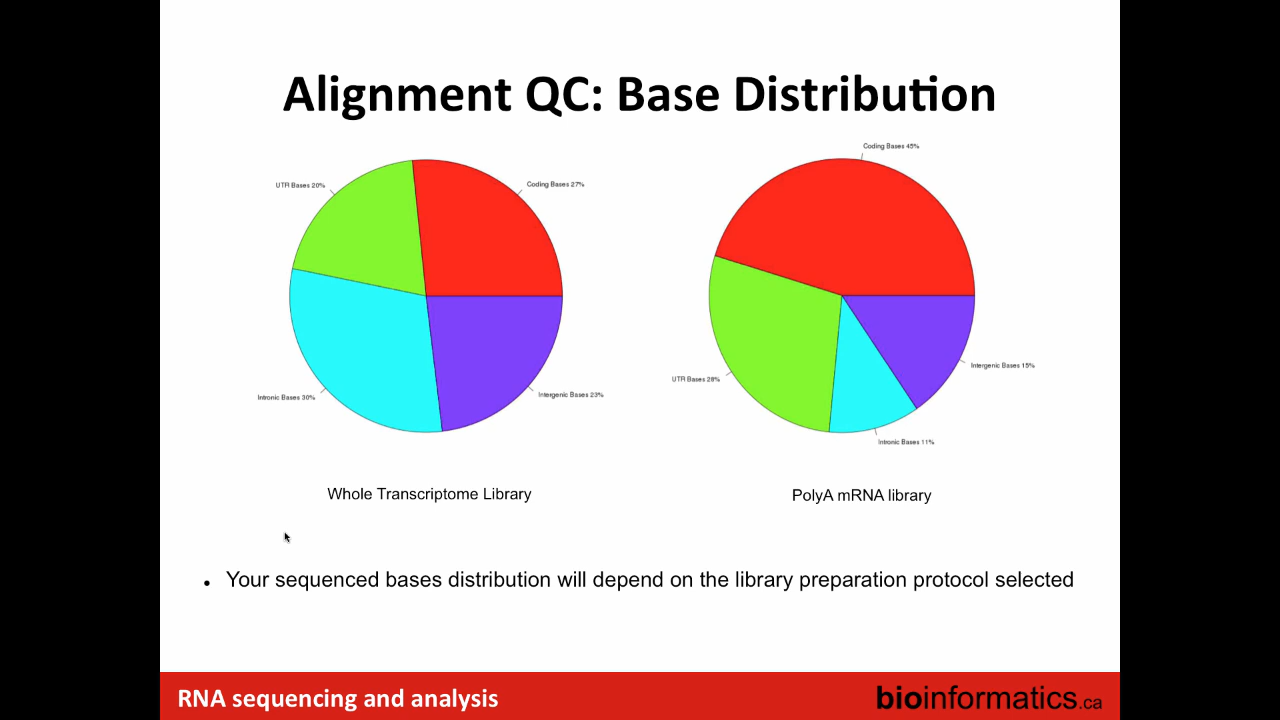 Alignment QC: Base Distribution
Coding Bases 45%
UTR Bases 20%
Coding Bases 27%
Intergenic Bases 15%
UTR Bases 28%
Intergenic Bases 23%
Intronic Bases 30%
Intronic Bases 11%
Whole Transcriptome Library
PolyA mRNA library
• Your sequenced bases distribution will depend on the library preparation protocol selected
RNA sequencing and analysis
bioinformatics.ca